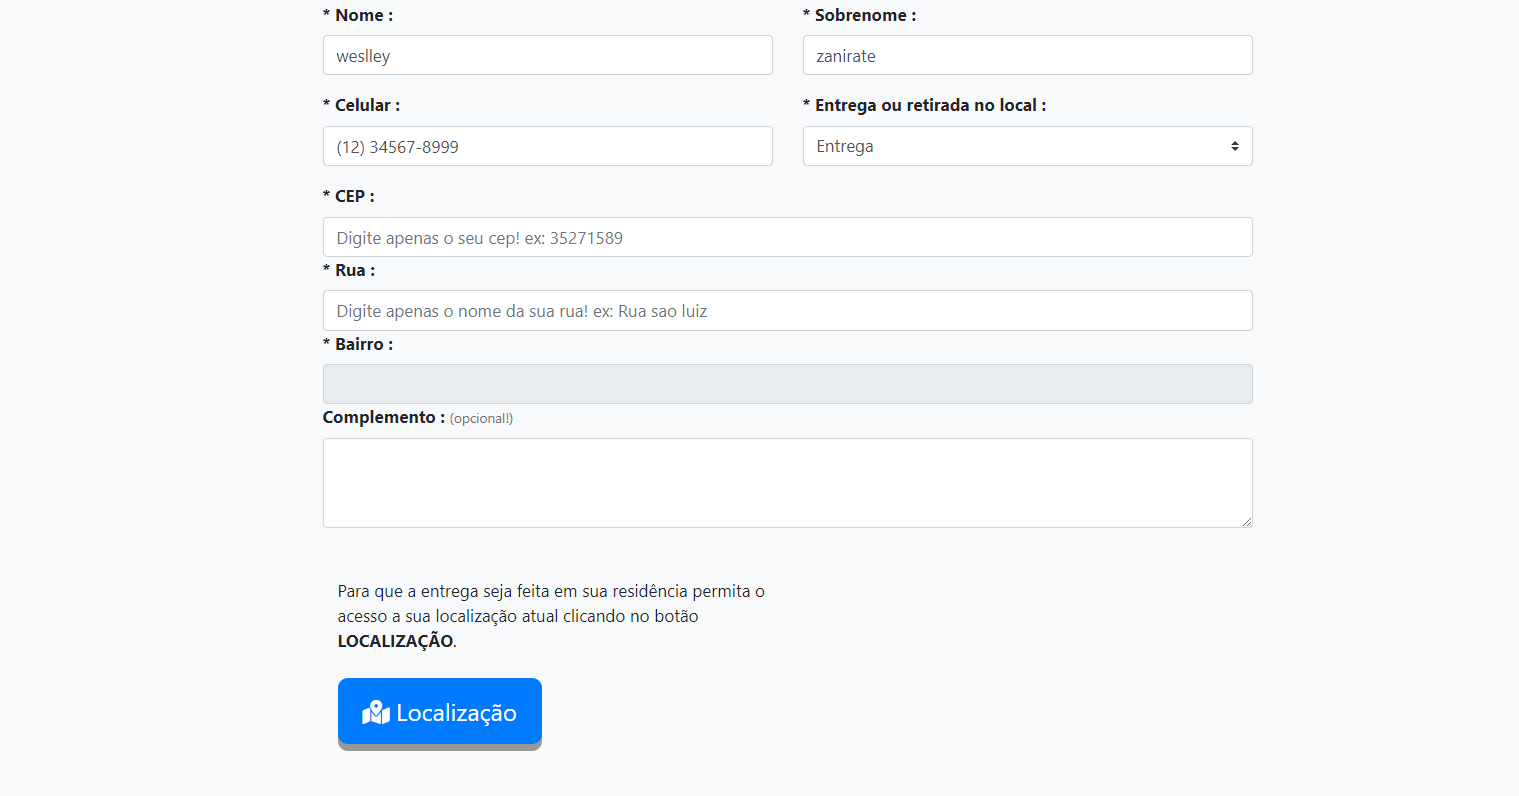 * Nome :
* Sobrenome :
weslley
zanirate
* Celular :
* Entrega ou retirada no local :
(12) 34567-8999
Entrega
* CEP :
Digite apenas o seu cep! ex: 35271589
* Rua :
Digite apenas o nome da sua rua! ex: Rua sao luiz
* Bairro :
Complemento : (opcional!)
Para que a entrega seja feita em sua residência permita o
acesso a sua localização atual clicando no botão
LOCALIZAÇÃO.
Localização